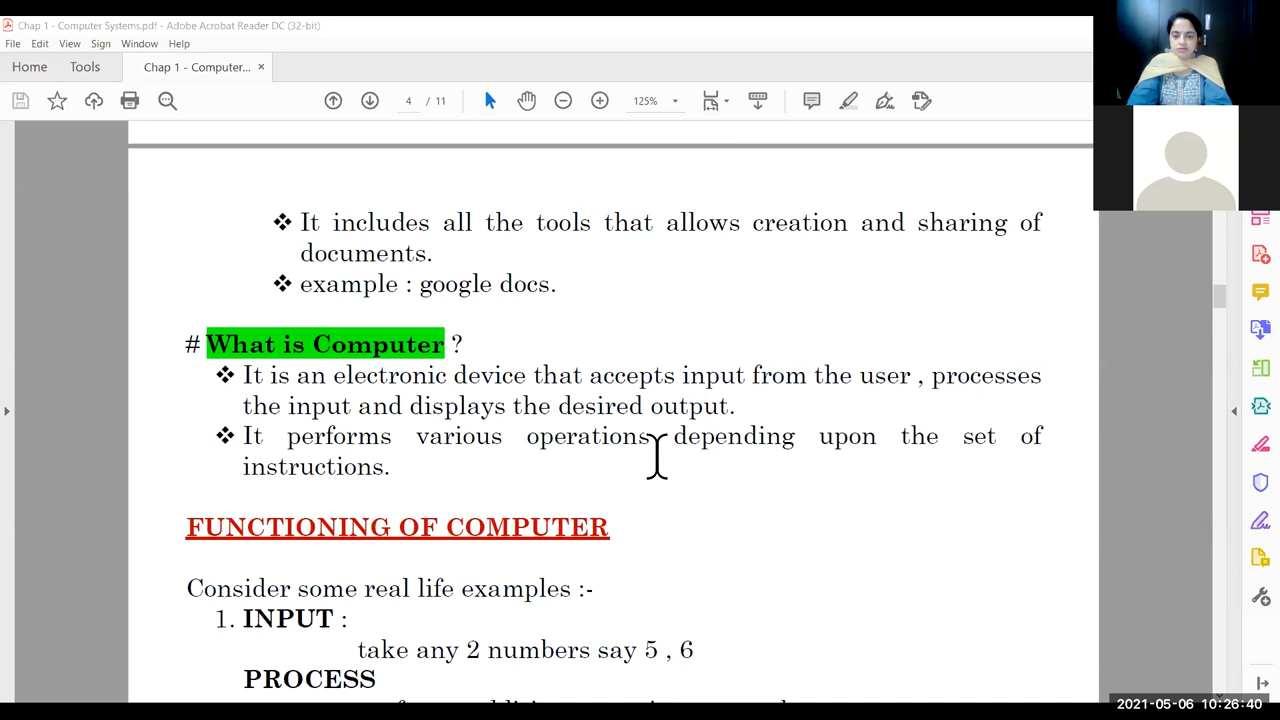 Chap 1 - Computer Systems.pdf - Adobe Acrobat Reader DC (32-bit)
File Edit View Sign Window Help
Home Tools Chap 1 - Computer... ×
4 / 11 125%
❖ It includes all the tools that allows creation and sharing of
documents.
❖ example : google docs.
# What is Computer ?
❖ It is an electronic device that accepts input from the user , processes
the input and displays the desired output.
❖ It performs various operations depending upon the set of
instructions.
FUNCTIONING OF COMPUTER
Consider some real life examples :-
1. INPUT :
take any 2 numbers say 5 , 6
PROCESS
2021-05-06 10:26:40